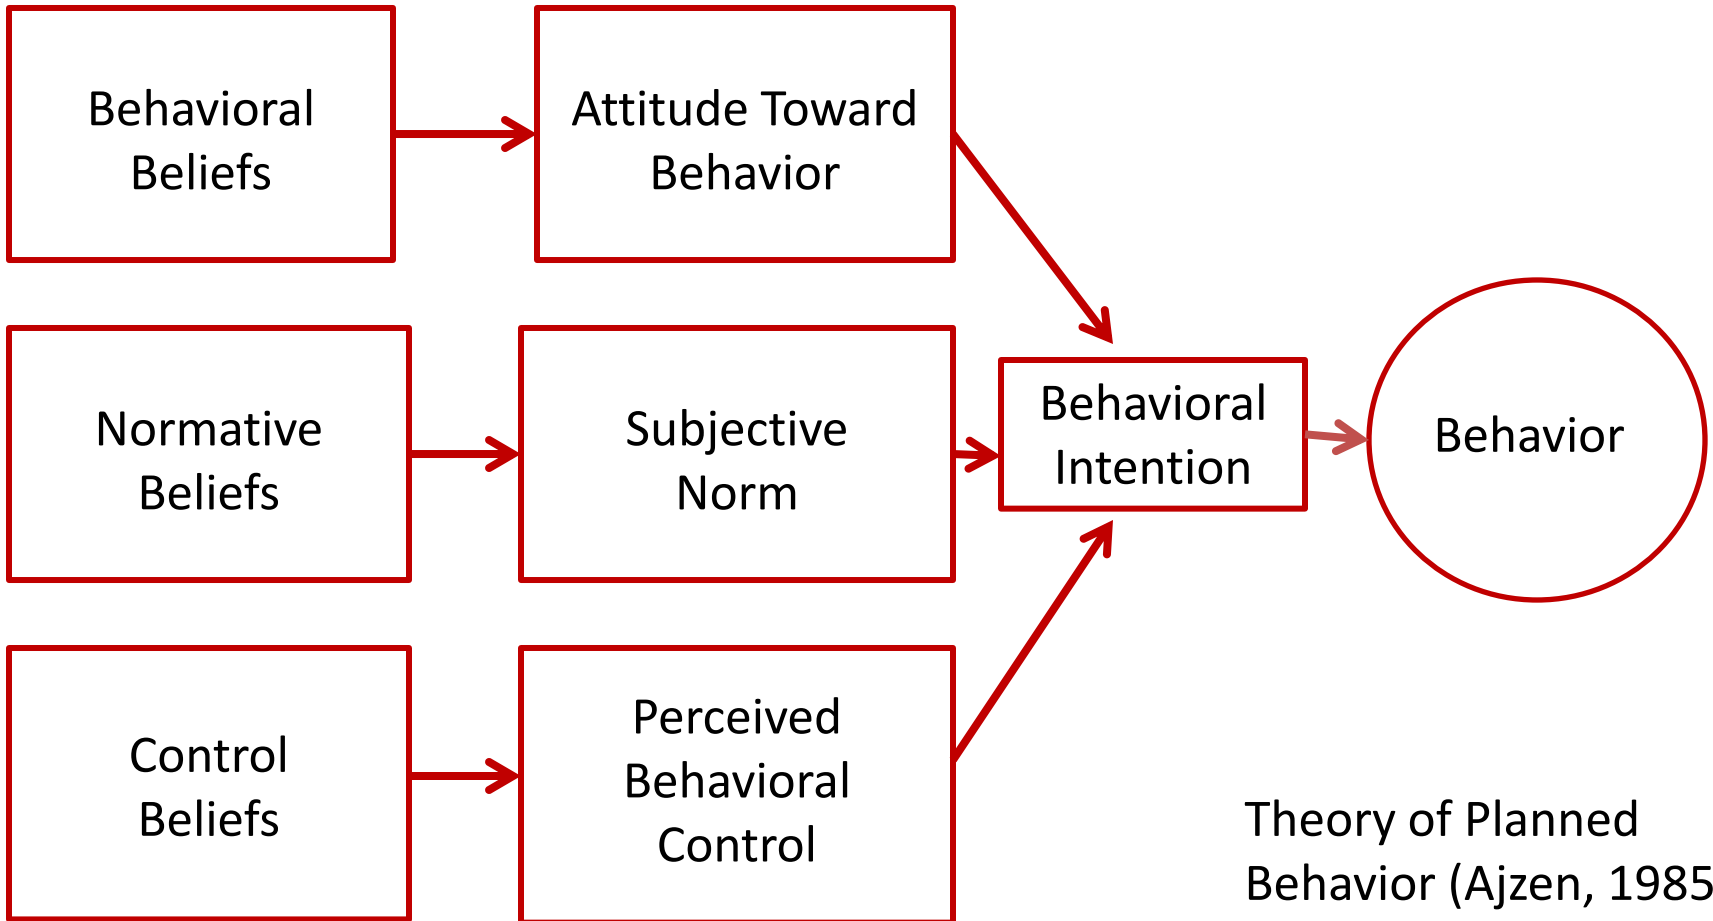 Behavioral
Beliefs
Attitude Toward
Behavior
Normative
Beliefs
Subjective
Norm
Behavioral
Intention
Behavior
Control
Beliefs
Perceived
Behavioral
Control
Theory of Planned
Behavior (Ajzen, 1985